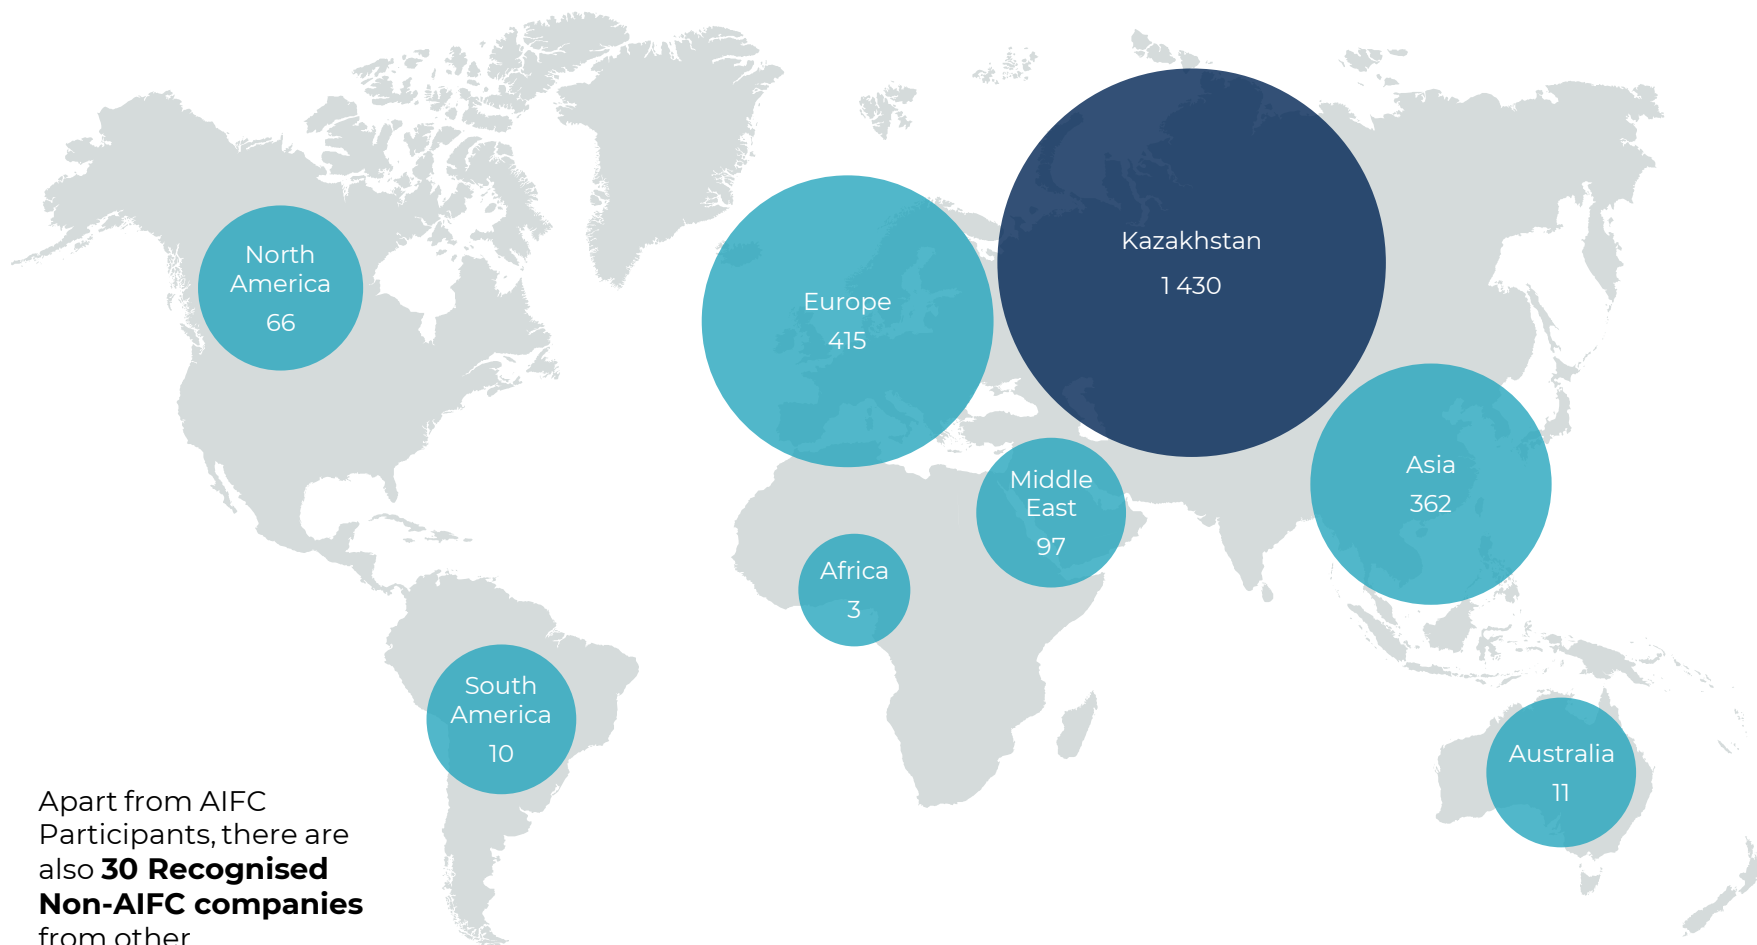 North
America
66
Europe
415
Kazakhstan
1 430
Asia
362
Middle
East
97
Africa
3
South
America
10
Australia
11
Apart from AIFC
Participants, there are
also 30 Recognised
Non-AIFC companies
from other